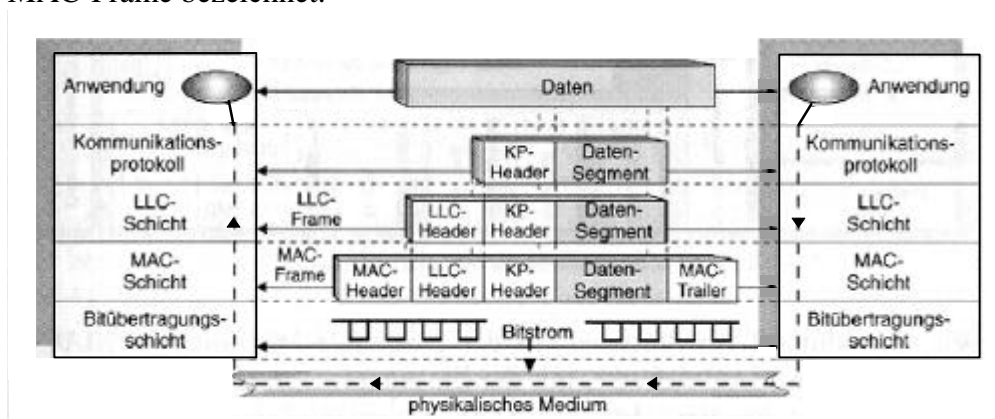 MAC-Frame bezeichnet.
Anwendung
Daten
Anwendung
Kommunikations-
protokoll
KP-
Header
Daten-
Segment
Kommunikations-
protokoll
LLC-
Schicht
LLC-
Frame
LLC-
Header
KP-
Header
Daten-
Segment
LLC-
Schicht
MAC-
Schicht
MAC-
Frame
MAC-
Header
LLC-
Header
KP-
Header
Daten-
Segment
MAC-
Trailer
MAC-
Schicht
Bitübertragungs-
schicht
Bitstrom
Bitübertragungs-
schicht
physikalisches Medium